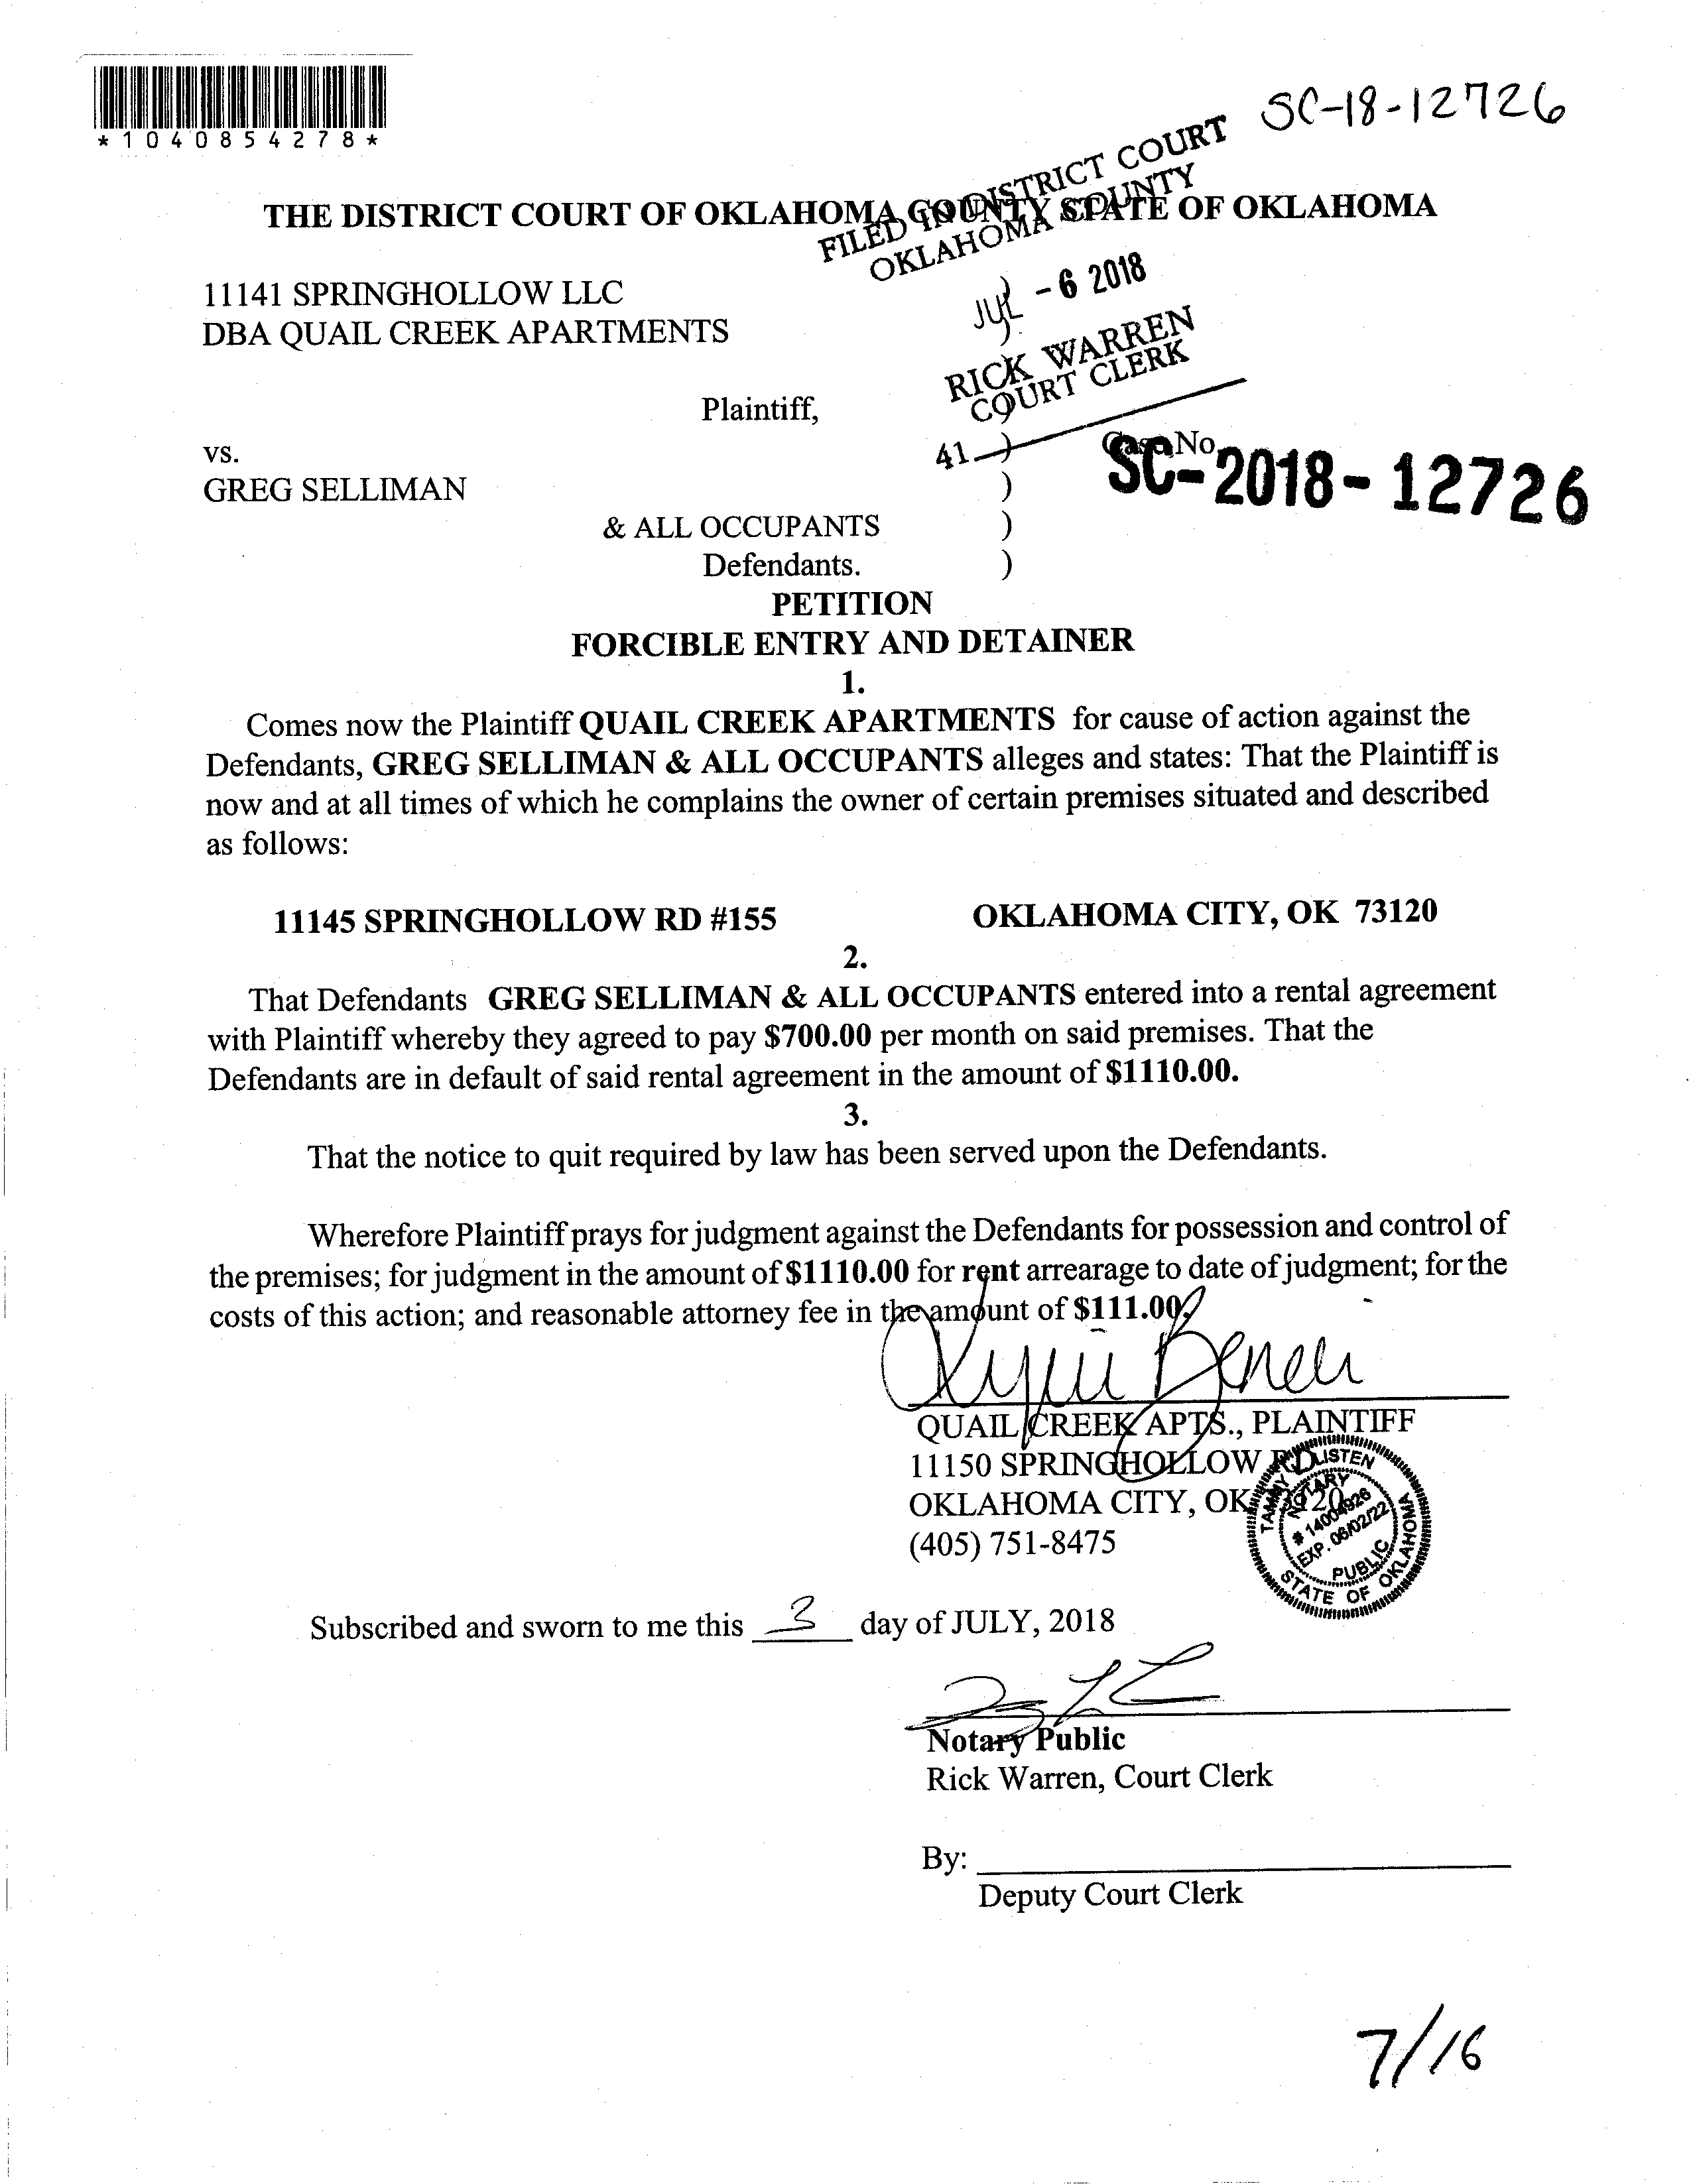 *1040854278*
SC-18-12726
FILED IN DISTRICT COURT
OKLAHOMA COUNTY
THE DISTRICT COURT OF OKLAHOMA COUNTY STATE OF OKLAHOMA
JUL - 6 2018
11141 SPRINGHOLLOW LLC )
DBA QUAIL CREEK APARTMENTS )
RICK WARREN
COURT CLERK
Plaintiff, )
41
vs. ) Case No.
SC-2018-12726
GREG SELLIMAN )
& ALL OCCUPANTS )
Defendants. )
PETITION
FORCIBLE ENTRY AND DETAINER
1.
Comes now the Plaintiff QUAIL CREEK APARTMENTS for cause of action against the
Defendants, GREG SELLIMAN & ALL OCCUPANTS alleges and states: That the Plaintiff is
now and at all times of which he complains the owner of certain premises situated and described
as follows:
11145 SPRINGHOLLOW RD #155 OKLAHOMA CITY, OK 73120
2.
That Defendants GREG SELLIMAN & ALL OCCUPANTS entered into a rental agreement
with Plaintiff whereby they agreed to pay $700.00 per month on said premises. That the
Defendants are in default of said rental agreement in the amount of $1110.00.
3.
That the notice to quit required by law has been served upon the Defendants.
Wherefore Plaintiff prays for judgment against the Defendants for possession and control of
the premises; for judgment in the amount of $1110.00 for rent arrearage to date of judgment; for the
costs of this action; and reasonable attorney fee in the amount of $111.00.
QUAIL CREEK APTS., PLAINTIFF
11150 SPRINGHOLLOW RD
OKLAHOMA CITY, OK
(405) 751-8475
TAMMY LISTEN
NOTARY
# 14004926
EXP. 06/02/22
PUBLIC
STATE OF OKLAHOMA
Subscribed and sworn to me this 3 day of JULY, 2018
Notary Public
Rick Warren, Court Clerk
By:
Deputy Court Clerk
7/16